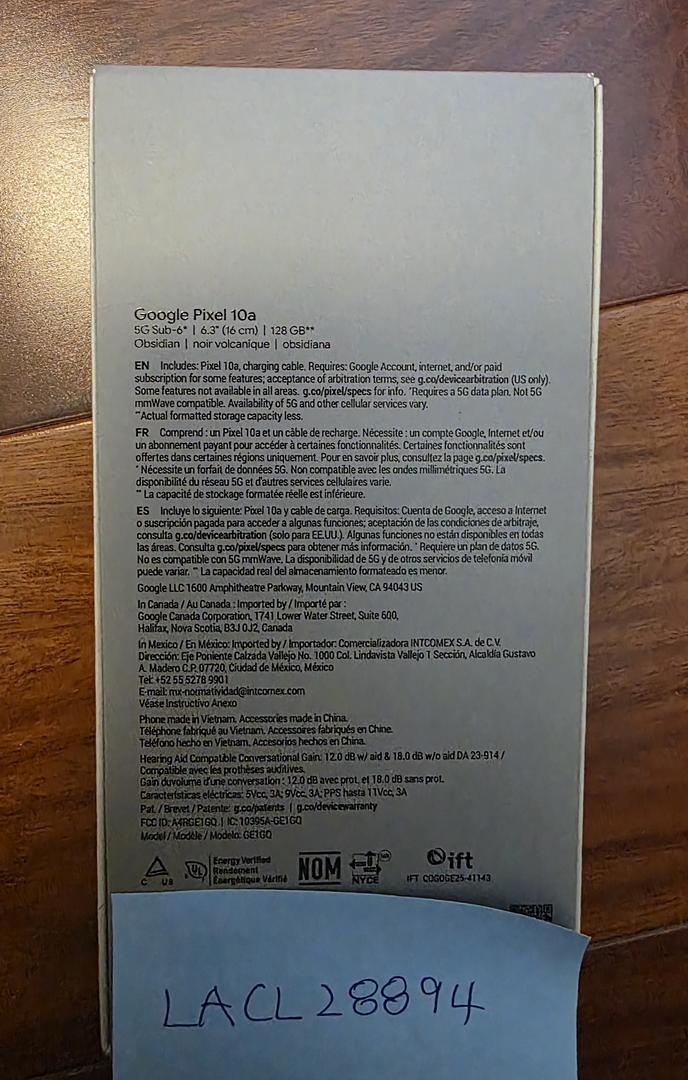 Google Pixel 10a
5G Sub-6* | 6.3" (16 cm) | 128 GB**
Obsidian | noir volcanique | obsidiana
EN Includes: Pixel 10a, charging cable. Requires: Google Account, internet, and/or paid
subscription for some features; acceptance of arbitration terms, see g.co/devicearbitration (US only).
Some features not available in all areas. g.co/pixel/specs for info. *Requires a 5G data plan. Not 5G
mmWave compatible. Availability of 5G and other cellular services vary.
**Actual formatted storage capacity less.
FR Comprend : un Pixel 10a et un câble de recharge. Nécessite : un compte Google, Internet et/ou
un abonnement payant pour accéder à certaines fonctionnalités. Certaines fonctionnalités sont
offertes dans certaines régions uniquement. Pour en savoir plus, consultez la page g.co/pixel/specs.
* Nécessite un forfait de données 5G. Non compatible avec les ondes millimétriques 5G. La
disponibilité du réseau 5G et d'autres services cellulaires varie.
** La capacité de stockage formatée réelle est inférieure.
ES Incluye lo siguiente: Pixel 10a y cable de carga. Requisitos: Cuenta de Google, acceso a Internet
o suscripción pagada para acceder a algunas funciones; aceptación de las condiciones de arbitraje,
consulta g.co/devicearbitration (solo para EE.UU.). Algunas funciones no están disponibles en todas
las áreas. Consulta g.co/pixel/specs para obtener más información. * Requiere un plan de datos 5G.
No es compatible con 5G mmWave. La disponibilidad de 5G y de otros servicios de telefonía móvil
puede variar. ** La capacidad real del almacenamiento formateado es menor.
Google LLC 1600 Amphitheatre Parkway, Mountain View, CA 94043 US
In Canada / Au Canada : Imported by / Importé par :
Google Canada Corporation, 1741 Lower Water Street, Suite 600,
Halifax, Nova Scotia, B3J 0J2, Canada
In Mexico / En México: Imported by / Importador: Comercializadora INTCOMEX S.A. de C.V.
Dirección: Eje Poniente Calzada Vallejo No. 1000 Col. Lindavista Vallejo 1 Sección, Alcaldía Gustavo
A. Madero C.P. 07720, Ciudad de México, México
Tel: +52 55 5278 9901
E-mail: mx-normatividad@intcomex.com
Véase Instructivo Anexo
Phone made in Vietnam. Accessories made in China.
Téléphone fabriqué au Vietnam. Accessoires fabriqués en Chine.
Teléfono hecho en Vietnam. Accesorios hechos en China.
Hearing Aid Compatible Conversational Gain: 12.0 dB w/ aid & 18.0 dB w/o aid DA 23-914 /
Compatible avec les prothèses auditives.
Gain du volume d'une conversation : 12.0 dB avec prot. et 18.0 dB sans prot.
Características eléctricas: 5Vcc, 3A; 9Vcc, 3A; PPS hasta 11Vcc, 3A
Pat. / Brevet / Patente: g.co/patents | g.co/devicewarranty
FCC ID: A4RGE1GQ | IC: 10395A-GE1GQ
Model / Modèle / Modelo: GE1GQ
C US
UL
Energy Verified
Rendement
Énergétique Vérifié
NOM
NYCE
ift
IFT COGOGE25-41143
LACL28894